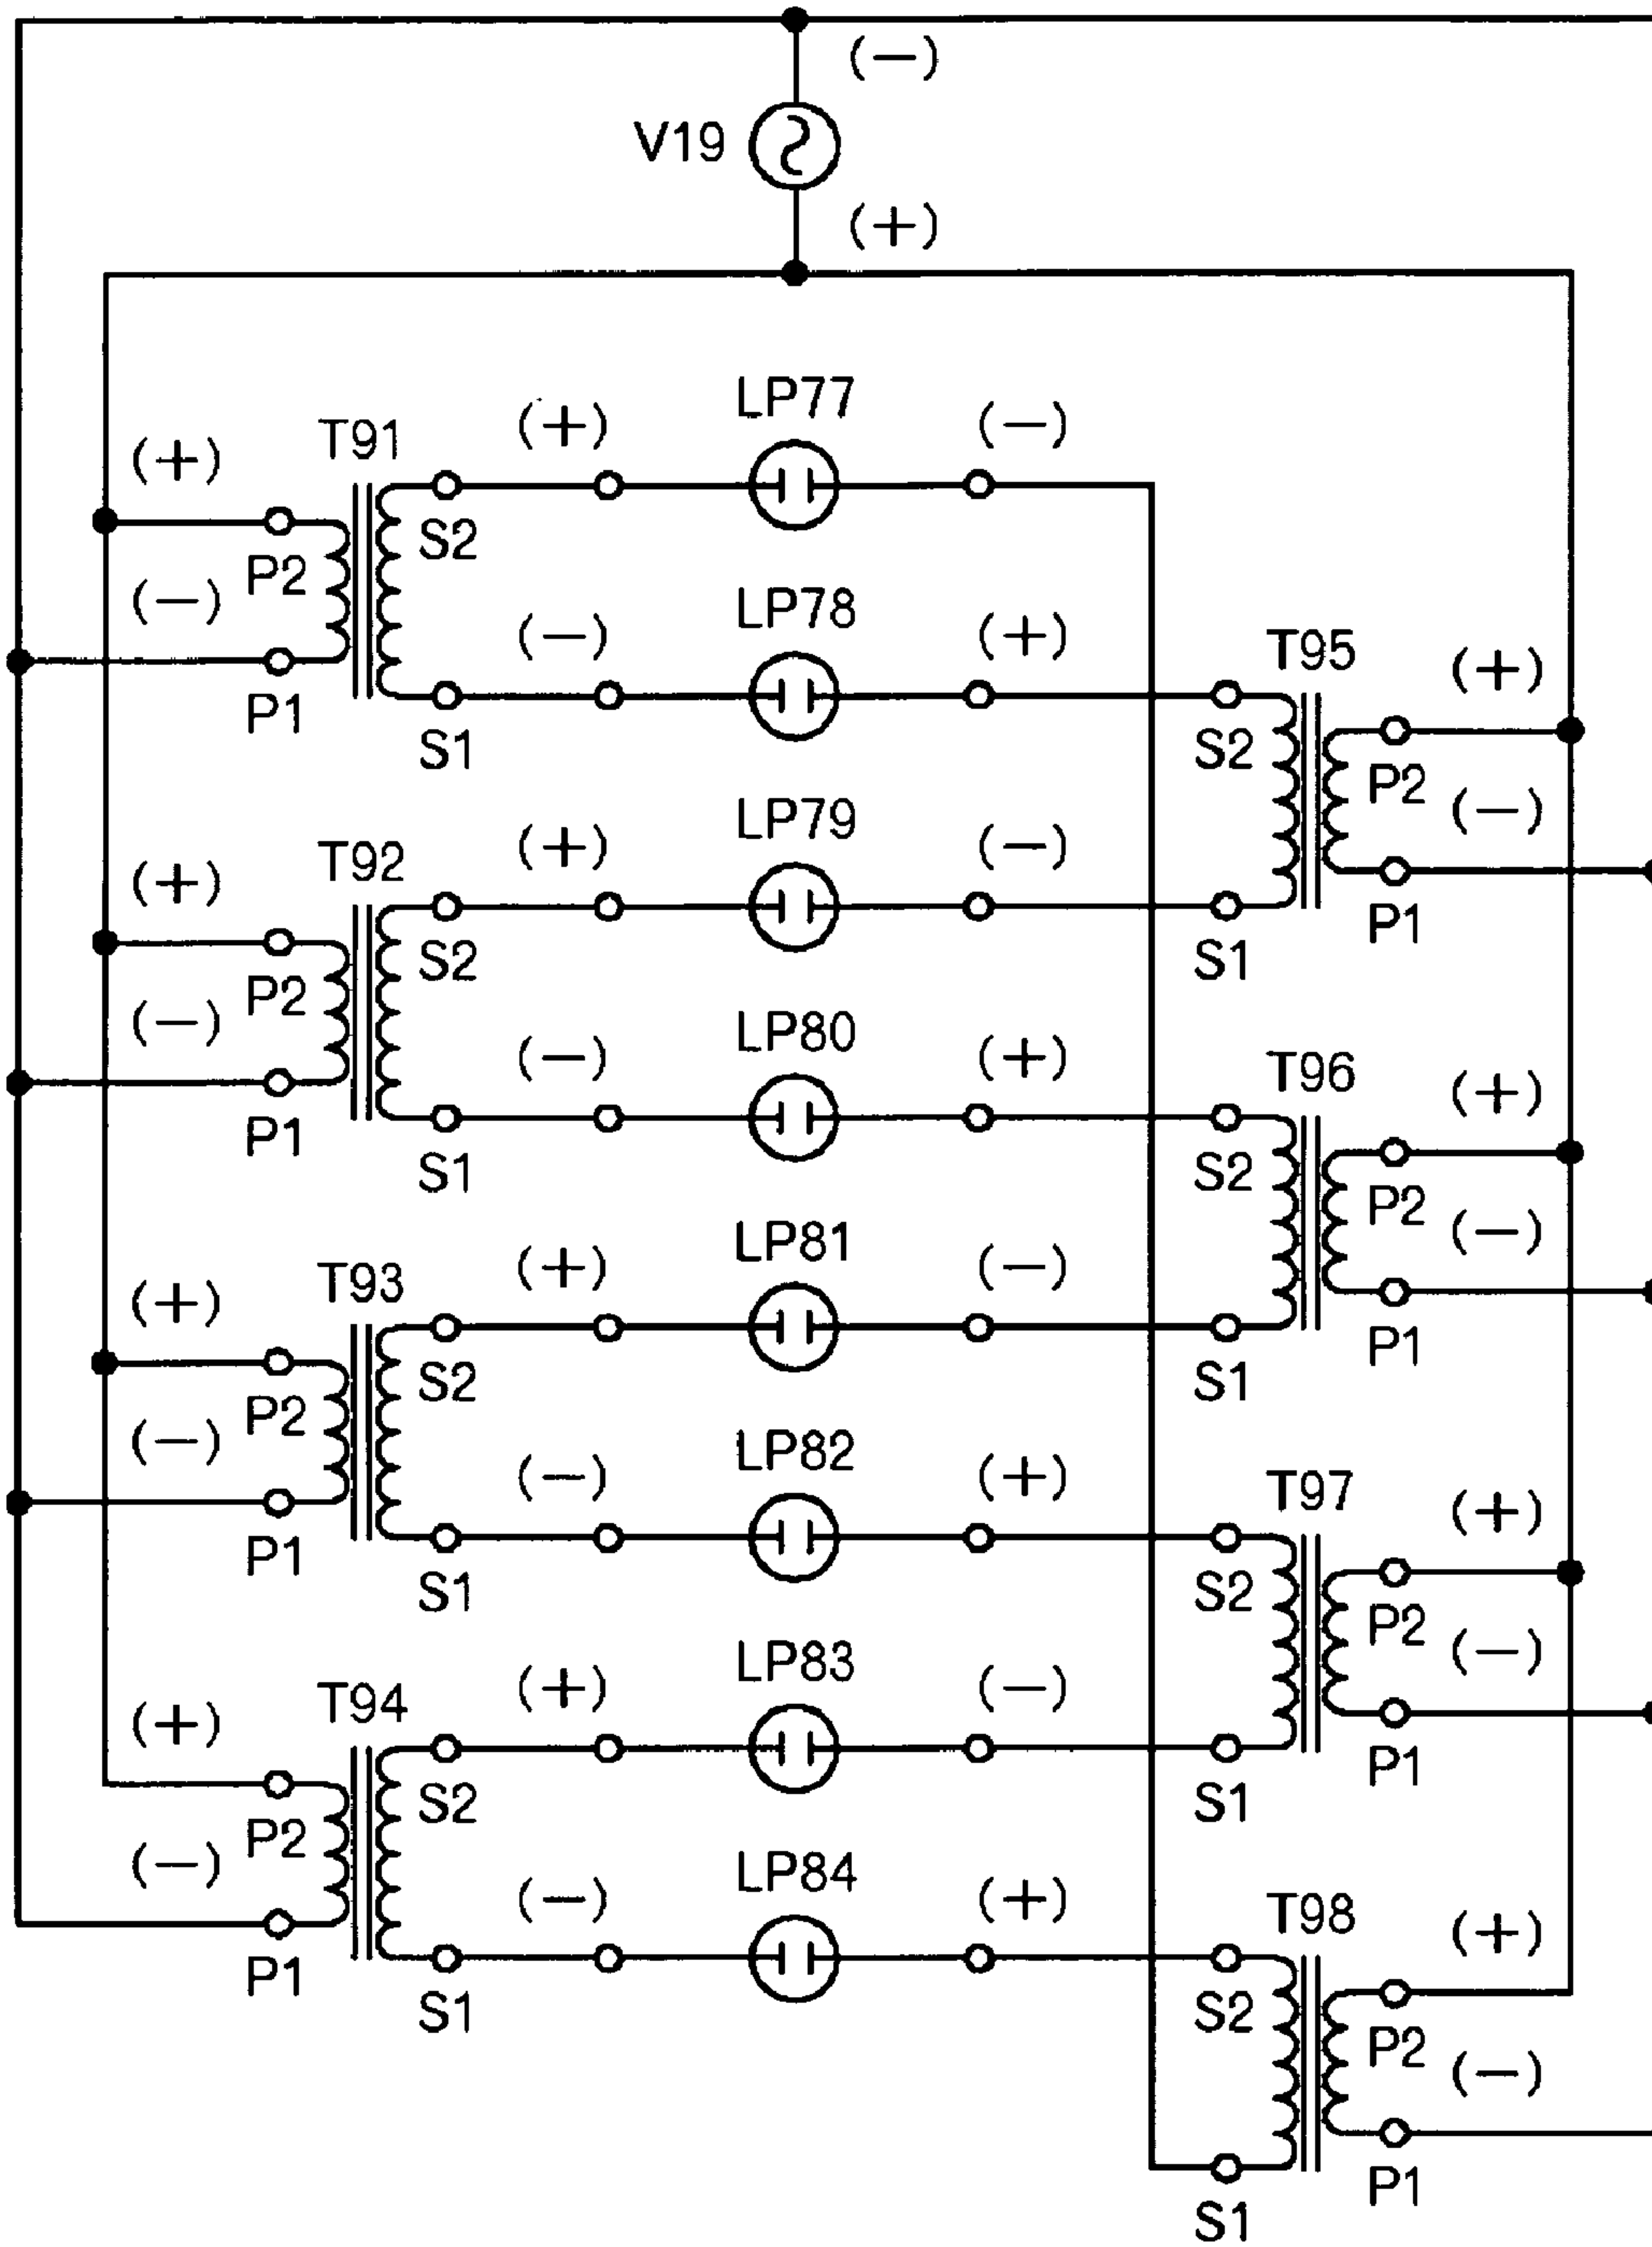 (−)
V19
(+)
LP77
(+) (−)
T91
(+)
S2
P2
(−)
LP78
(−) (+)
T95
(+)
P1
S1 S2
P2
LP79
(−)
(+) (−)
T92
(+)
P1
S2 S1
P2
(−)
LP80
(−) (+)
T96
(+)
P1
S1 S2
P2
LP81
(−)
(+) (−)
T93
(+)
P1
S2 S1
P2
(−)
LP82
(−) (+)
T97
(+)
P1
S1 S2
P2
LP83
(−)
(+) (−)
T94
(+)
P1
S2 S1
P2
(−)
LP84
(−) (+)
T98
(+)
P1
S1 S2
P2
(−)
P1
S1